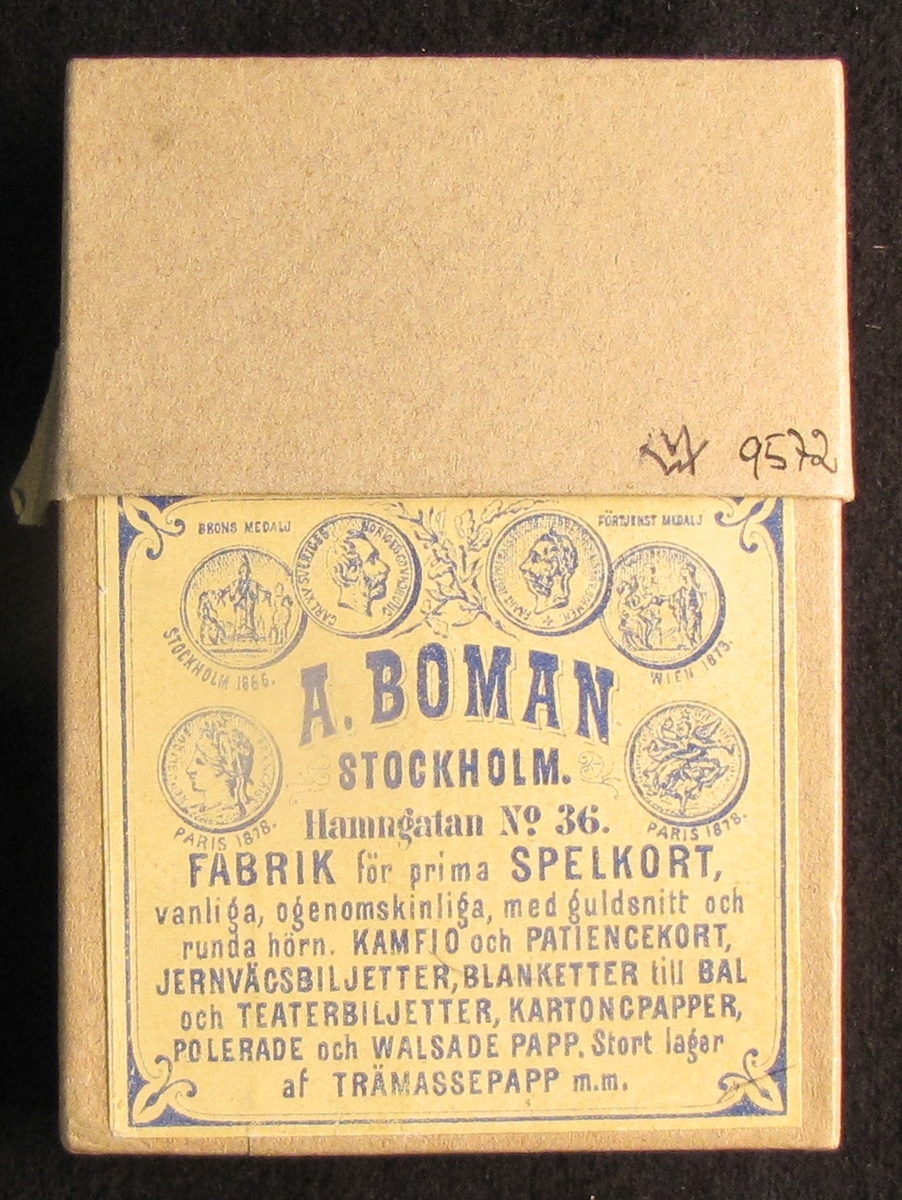 9572
BRONS MEDALJ
FÖRTJENST MEDALJ
STOCKHOLM 1866.
WIEN 1873.
A. BOMAN
STOCKHOLM.
PARIS 1878.
PARIS 1878.
Hamngatan No 36.
FABRIK för prima SPELKORT,
vanliga, ogenomskinliga, med guldsnitt och
runda hörn. KAMFIO och PATIENCEKORT,
JERNVÄGSBILJETTER, BLANKETTER till BAL
och TEATERBILJETTER, KARTONGPAPPER,
POLERADE och WALSADE PAPP. Stort lager
af TRÄMASSEPAPP m.m.